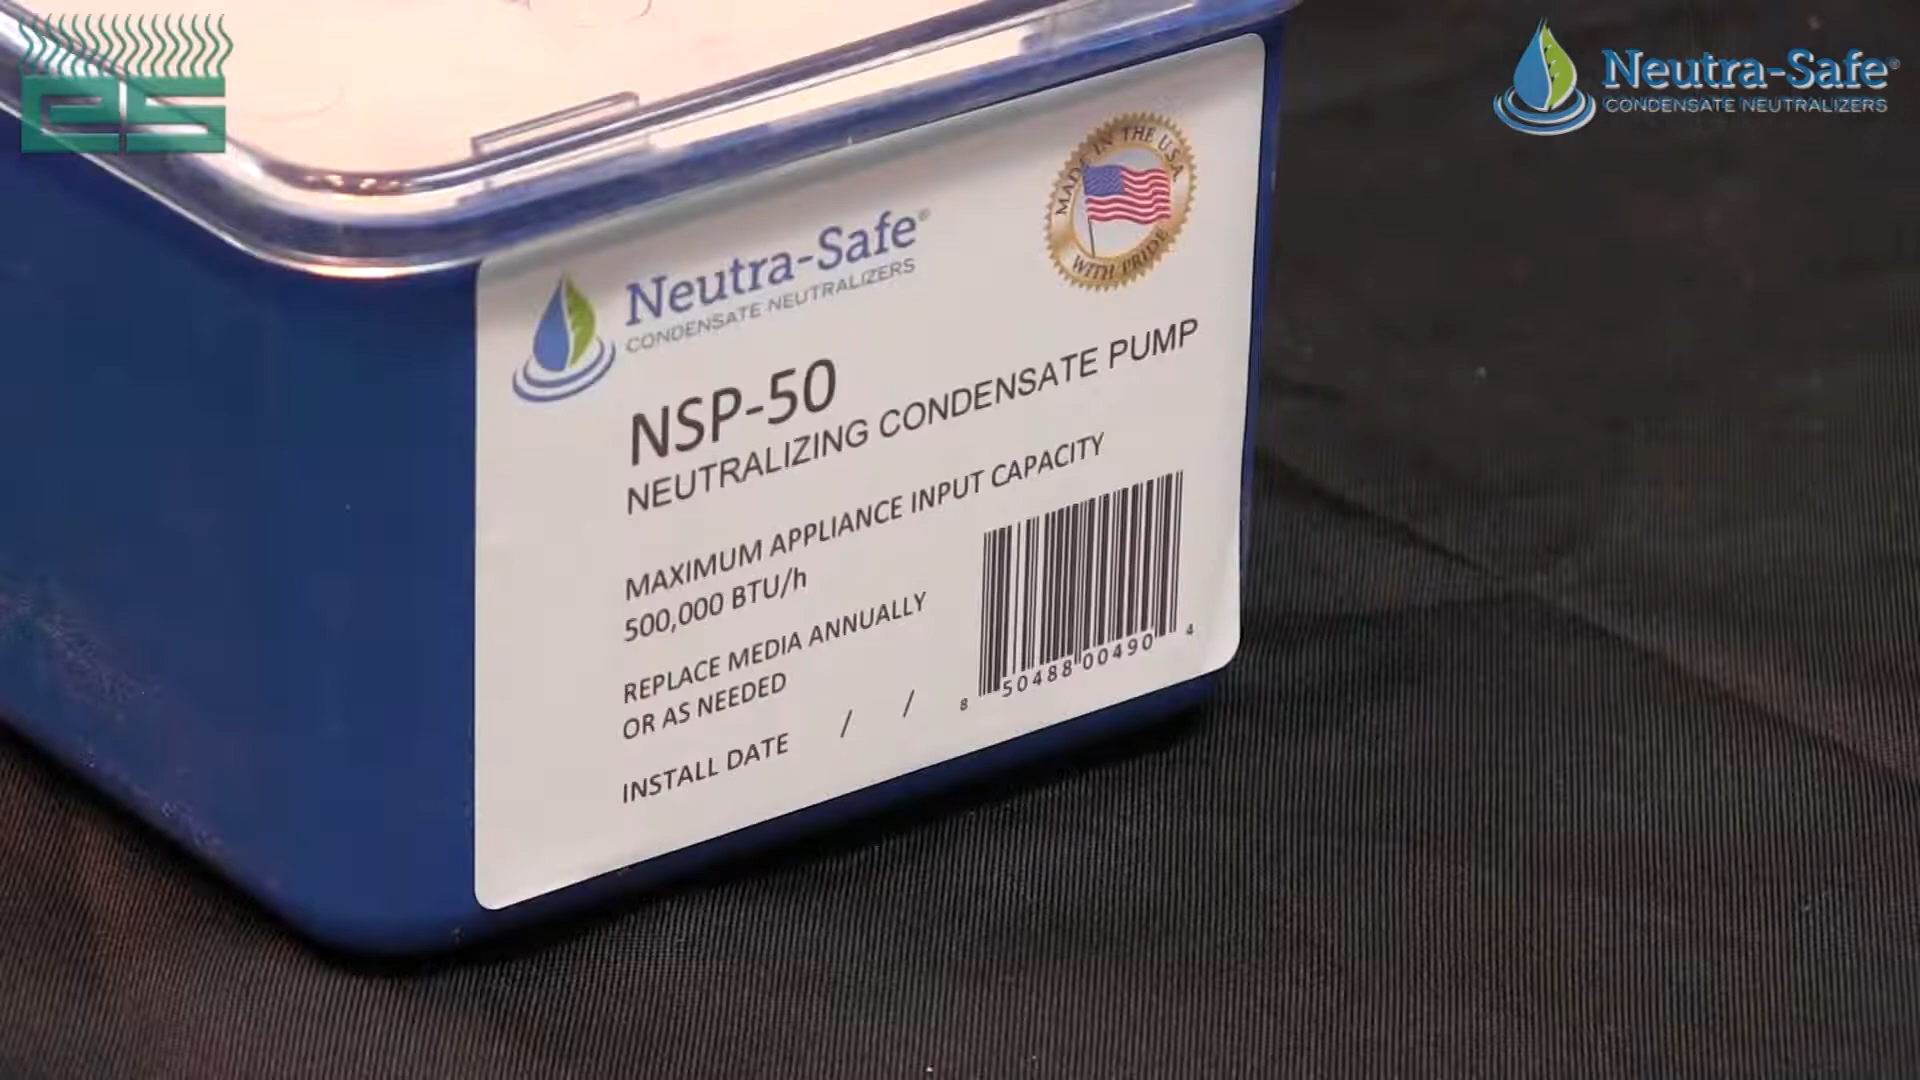 ES
Neutra-Safe®
CONDENSATE NEUTRALIZERS
MADE IN THE U.S.A.
WITH PRIDE
Neutra-Safe®
CONDENSATE NEUTRALIZERS
NSP-50
NEUTRALIZING CONDENSATE PUMP
MAXIMUM APPLIANCE INPUT CAPACITY
500,000 BTU/h
REPLACE MEDIA ANNUALLY
OR AS NEEDED
INSTALL DATE / /
8 50488 00490 4